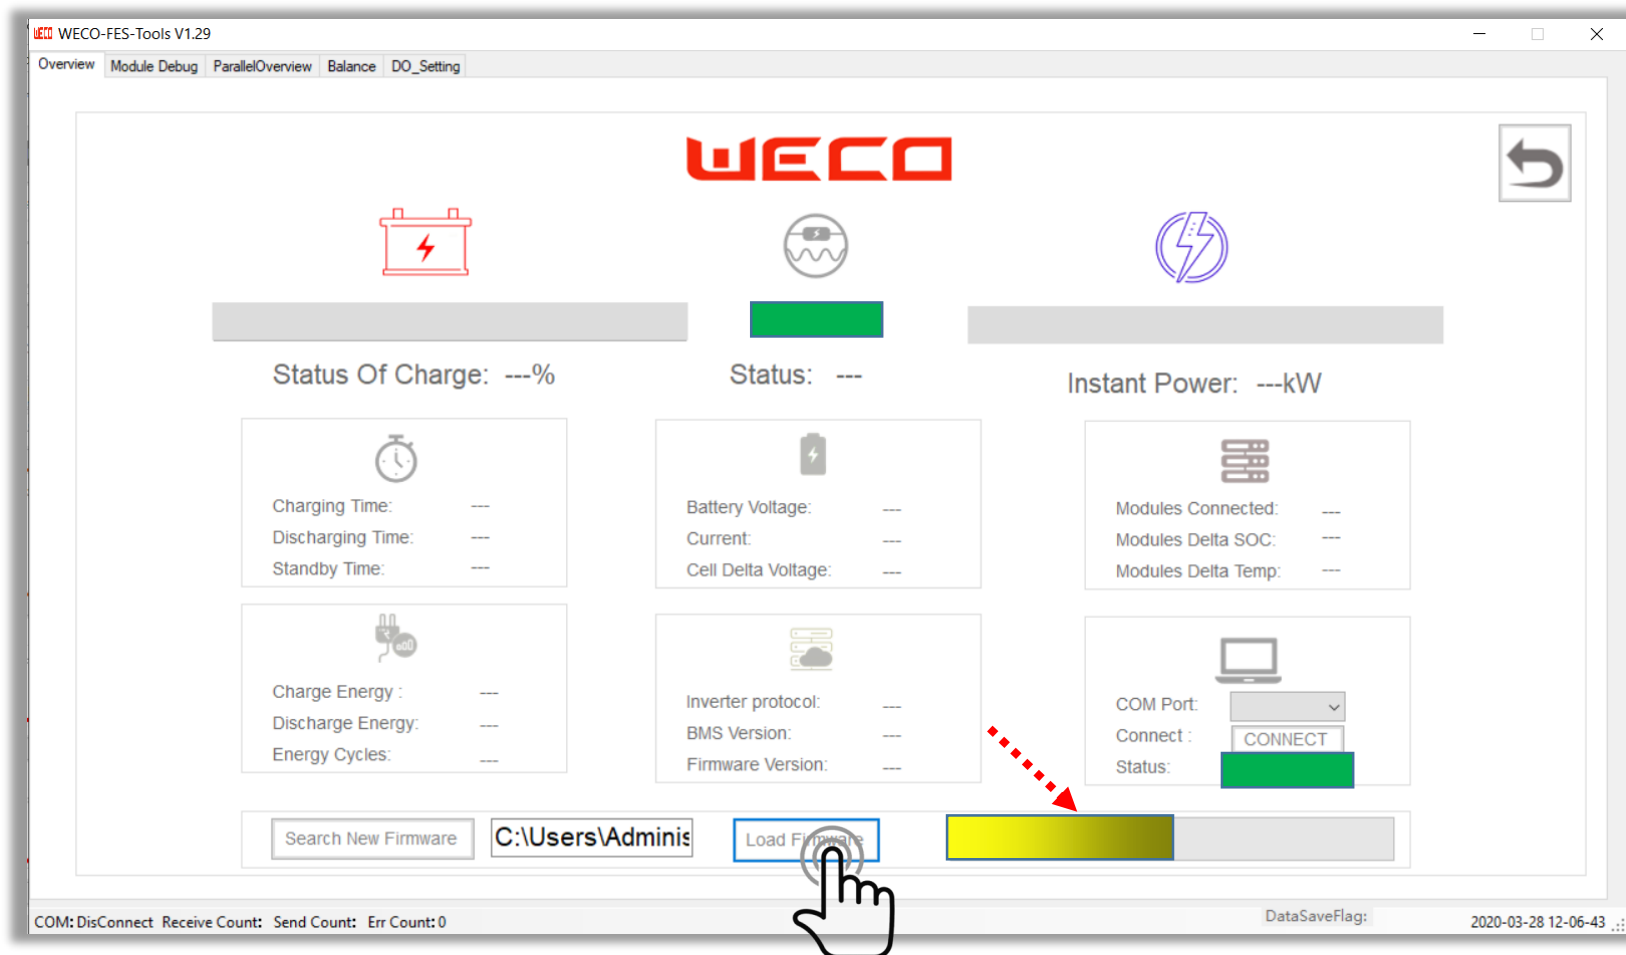 WECO WECO-FES-Tools V1.29
Overview Module Debug ParallelOverview Balance DO_Setting
WECO
Status Of Charge: ---% Status: --- Instant Power: ---kW
Charging Time: ---
Discharging Time: ---
Standby Time: ---
Battery Voltage: ---
Current: ---
Cell Delta Voltage: ---
Modules Connected: ---
Modules Delta SOC: ---
Modules Delta Temp: ---
Charge Energy : ---
Discharge Energy: ---
Energy Cycles: ---
Inverter protocol: ---
BMS Version: ---
Firmware Version: ---
COM Port:
Connect : CONNECT
Status:
Search New Firmware C:\Users\Adminis Load Firmware
COM: DisConnect Receive Count: Send Count: Err Count: 0 DataSaveFlag: 2020-03-28 12-06-43